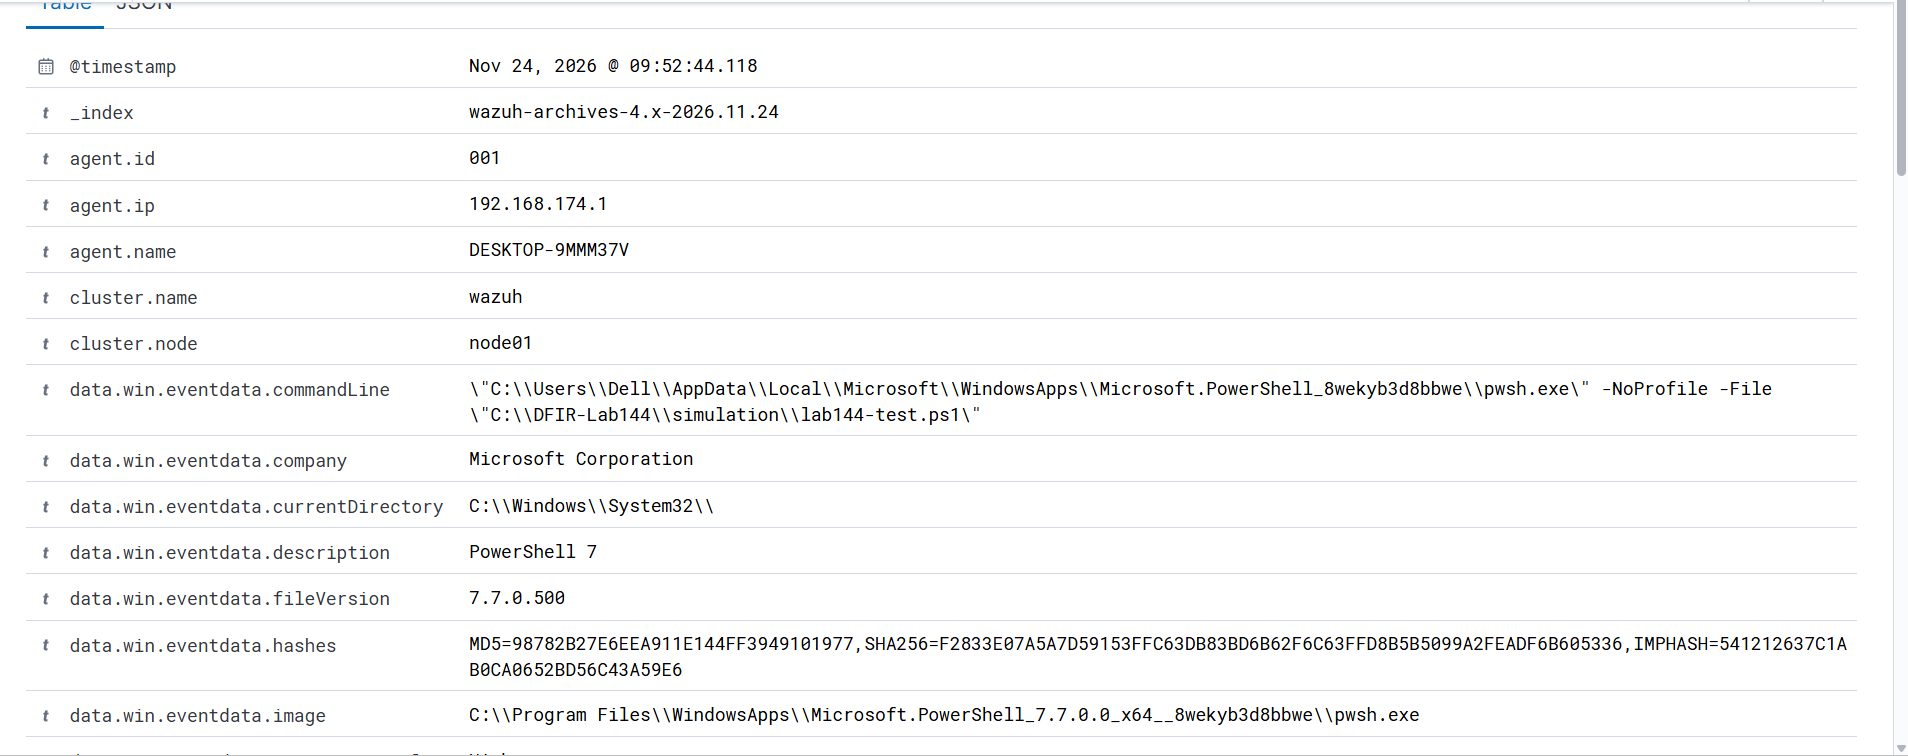 Table JSON
@timestamp Nov 24, 2026 @ 09:52:44.118
t _index wazuh-archives-4.x-2026.11.24
t agent.id 001
t agent.ip 192.168.174.1
t agent.name DESKTOP-9MMM37V
t cluster.name wazuh
t cluster.node node01
t data.win.eventdata.commandLine \"C:\\Users\\Dell\\AppData\\Local\\Microsoft\\WindowsApps\\Microsoft.PowerShell_8wekyb3d8bbwe\\pwsh.exe\" -NoProfile -File
\"C:\\DFIR-Lab144\\simulation\\lab144-test.ps1\"
t data.win.eventdata.company Microsoft Corporation
t data.win.eventdata.currentDirectory C:\\Windows\\System32\\
t data.win.eventdata.description PowerShell 7
t data.win.eventdata.fileVersion 7.7.0.500
t data.win.eventdata.hashes MD5=98782B27E6EEA911E144FF3949101977,SHA256=F2833E07A5A7D59153FFC63DB83BD6B62F6C63FFD8B5B5099A2FEADF6B605336,IMPHASH=541212637C1A
B0CA0652BD56C43A59E6
t data.win.eventdata.image C:\\Program Files\\WindowsApps\\Microsoft.PowerShell_7.7.0.0_x64__8wekyb3d8bbwe\\pwsh.exe